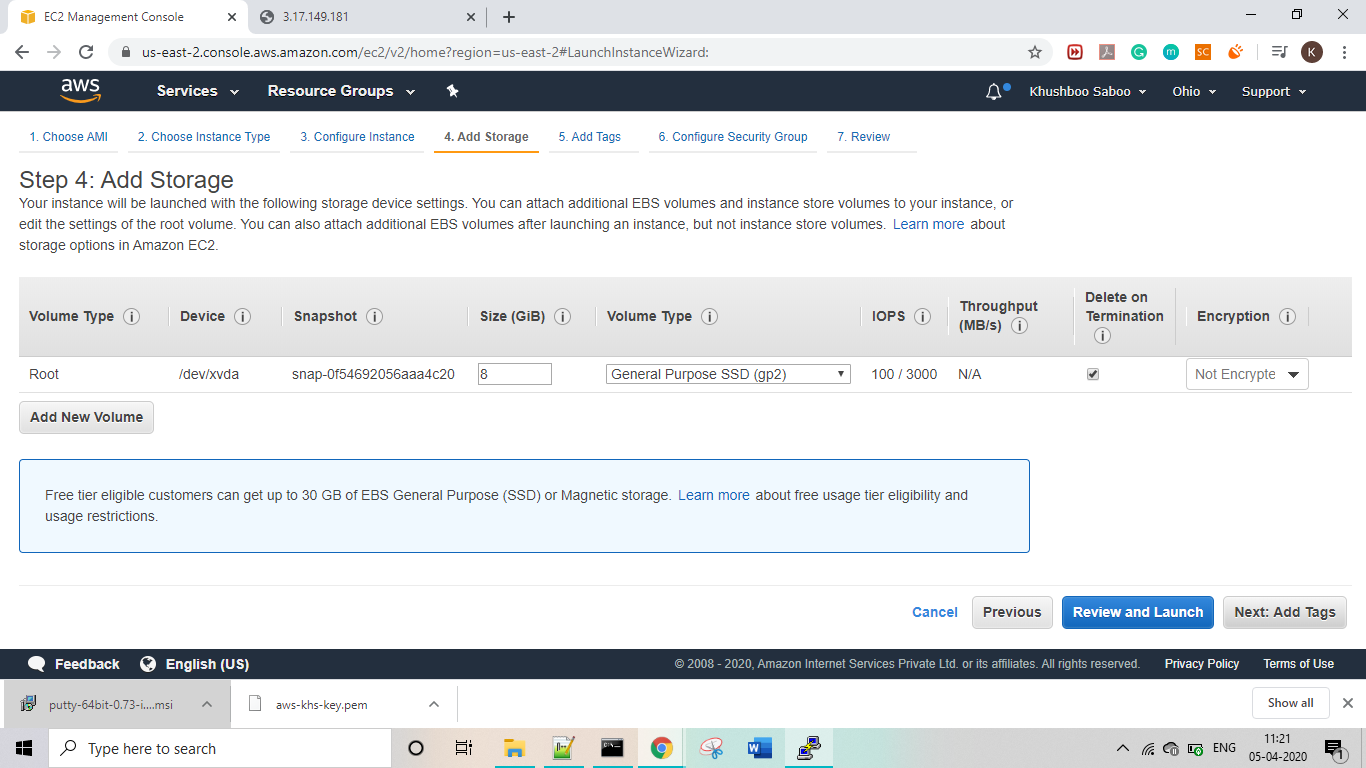 EC2 Management Console
3.17.149.181
us-east-2.console.aws.amazon.com/ec2/v2/home?region=us-east-2#LaunchInstanceWizard:
SC
m
K
aws
Services
Resource Groups
Khushboo Saboo
Ohio
Support
1. Choose AMI
2. Choose Instance Type
3. Configure Instance
4. Add Storage
5. Add Tags
6. Configure Security Group
7. Review
Step 4: Add Storage
Your instance will be launched with the following storage device settings. You can attach additional EBS volumes and instance store volumes to your instance, or
edit the settings of the root volume. You can also attach additional EBS volumes after launching an instance, but not instance store volumes. Learn more about
storage options in Amazon EC2.
Volume Type
Device
Snapshot
Size (GiB)
Volume Type
IOPS
Throughput
(MB/s)
Delete on
Termination
Encryption
Root
/dev/xvda
snap-0f54692056aaa4c20
8
General Purpose SSD (gp2)
100 / 3000
N/A
Not Encrypte
Add New Volume
Free tier eligible customers can get up to 30 GB of EBS General Purpose (SSD) or Magnetic storage. Learn more about free usage tier eligibility and
usage restrictions.
Cancel
Previous
Review and Launch
Next: Add Tags
Feedback
English (US)
© 2008 - 2020, Amazon Internet Services Private Ltd. or its affiliates. All rights reserved.
Privacy Policy
Terms of Use
putty-64bit-0.73-i....msi
aws-khs-key.pem
Show all
Type here to search
ENG
11:21
05-04-2020
1